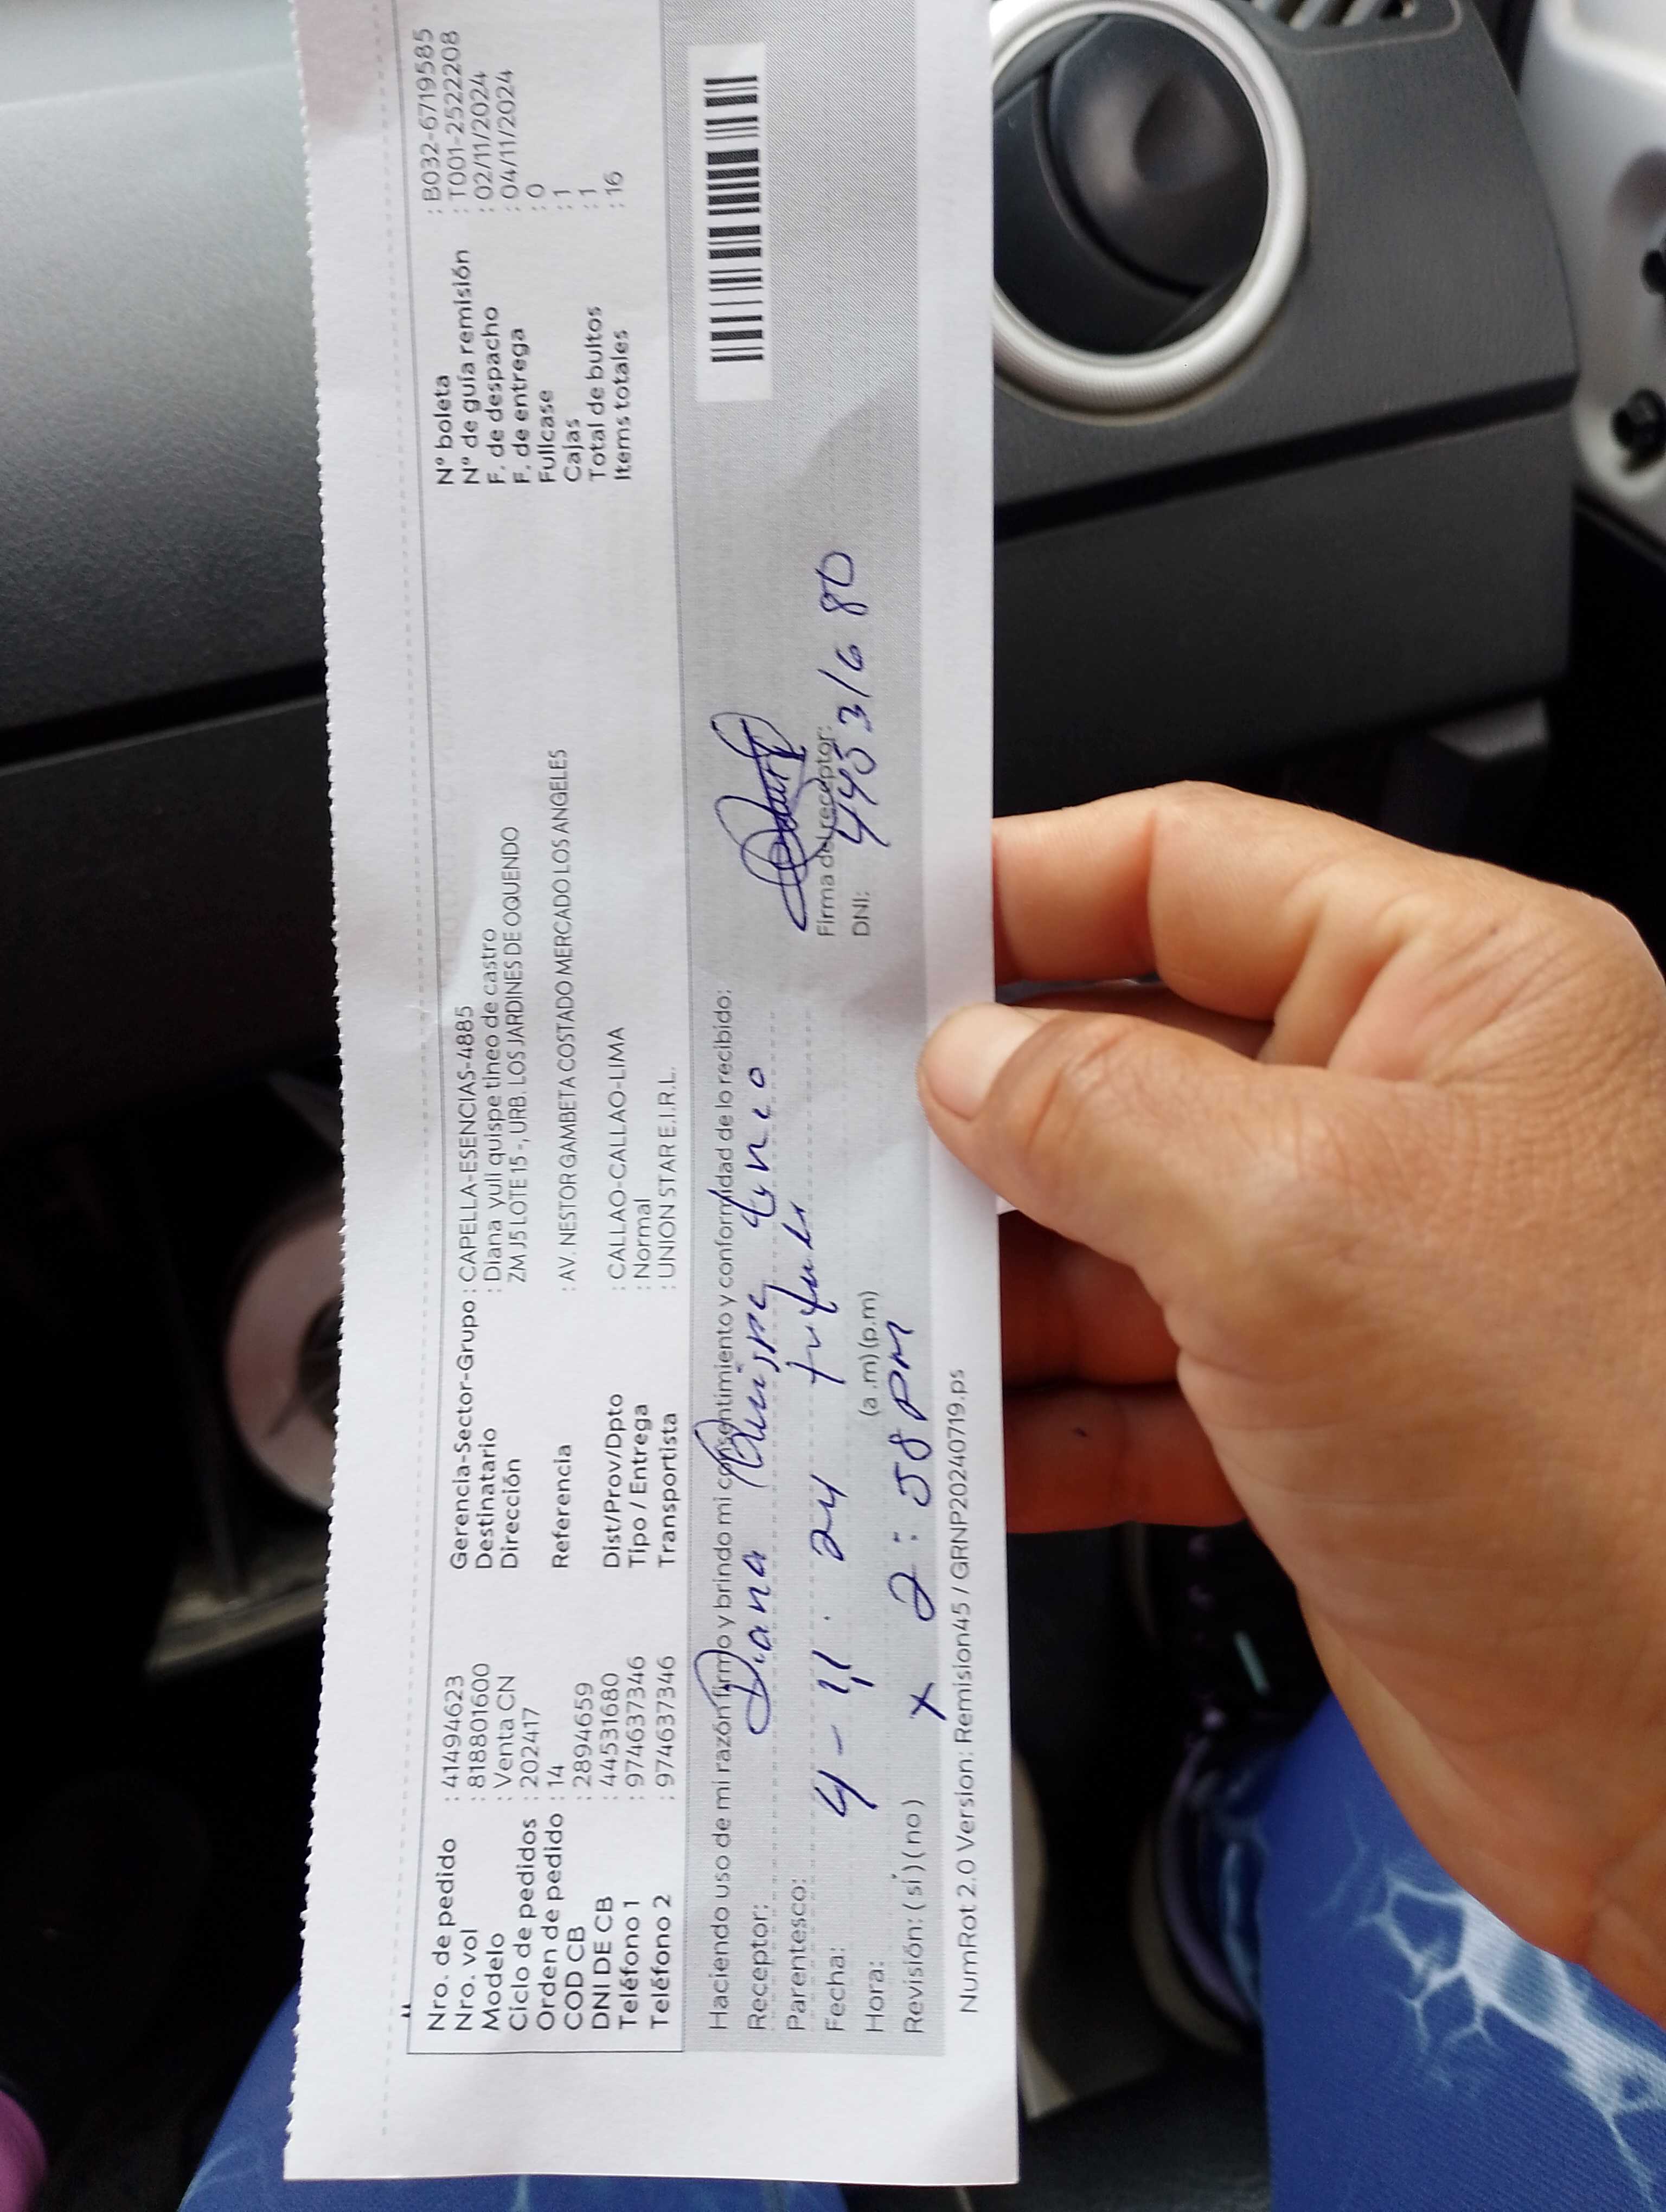 Nro. de pedido : 41494623
Nro. vol : 818801600
Modelo : Venta CN
Ciclo de pedidos : 202417
Orden de pedido : 14
COD CB : 2894659
DNI DE CB : 44531680
Teléfono 1 : 974637346
Teléfono 2 : 974637346
Gerencia-Sector-Grupo : CAPELLA-ESENCIAS-4885
Destinatario : Diana yuli quispe tineo de castro
Dirección ZM J5 LOTE 15 -, URB. LOS JARDINES DE OQUENDO
Referencia : AV. NESTOR GAMBETA COSTADO MERCADO LOS ANGELES
Dist/Prov/Dpto : CALLAO-CALLAO-LIMA
Tipo / Entrega : Normal
Transportista : UNION STAR E.I.R.L.
N° boleta : B032-6719585
N° de guía remisión : T001-2522208
F. de despacho : 02/11/2024
F. de entrega : 04/11/2024
Fullcase : 0
Cajas : 1
Total de bultos : 1
Items totales : 16
Haciendo uso de mi razón firmo y brindo mi consentimiento y conformidad de lo recibido:
Receptor: Diana Quispe tyneo
Parentesco:
Fecha: 4 - 11 . 24
Hora: (a .m) (p.m)
Revisión: (si) (no) x 2:58 pm
Firma del receptor:
DNI: 44531680
NumRot 2.0 Version: Remision45 / GRNP20240719.ps